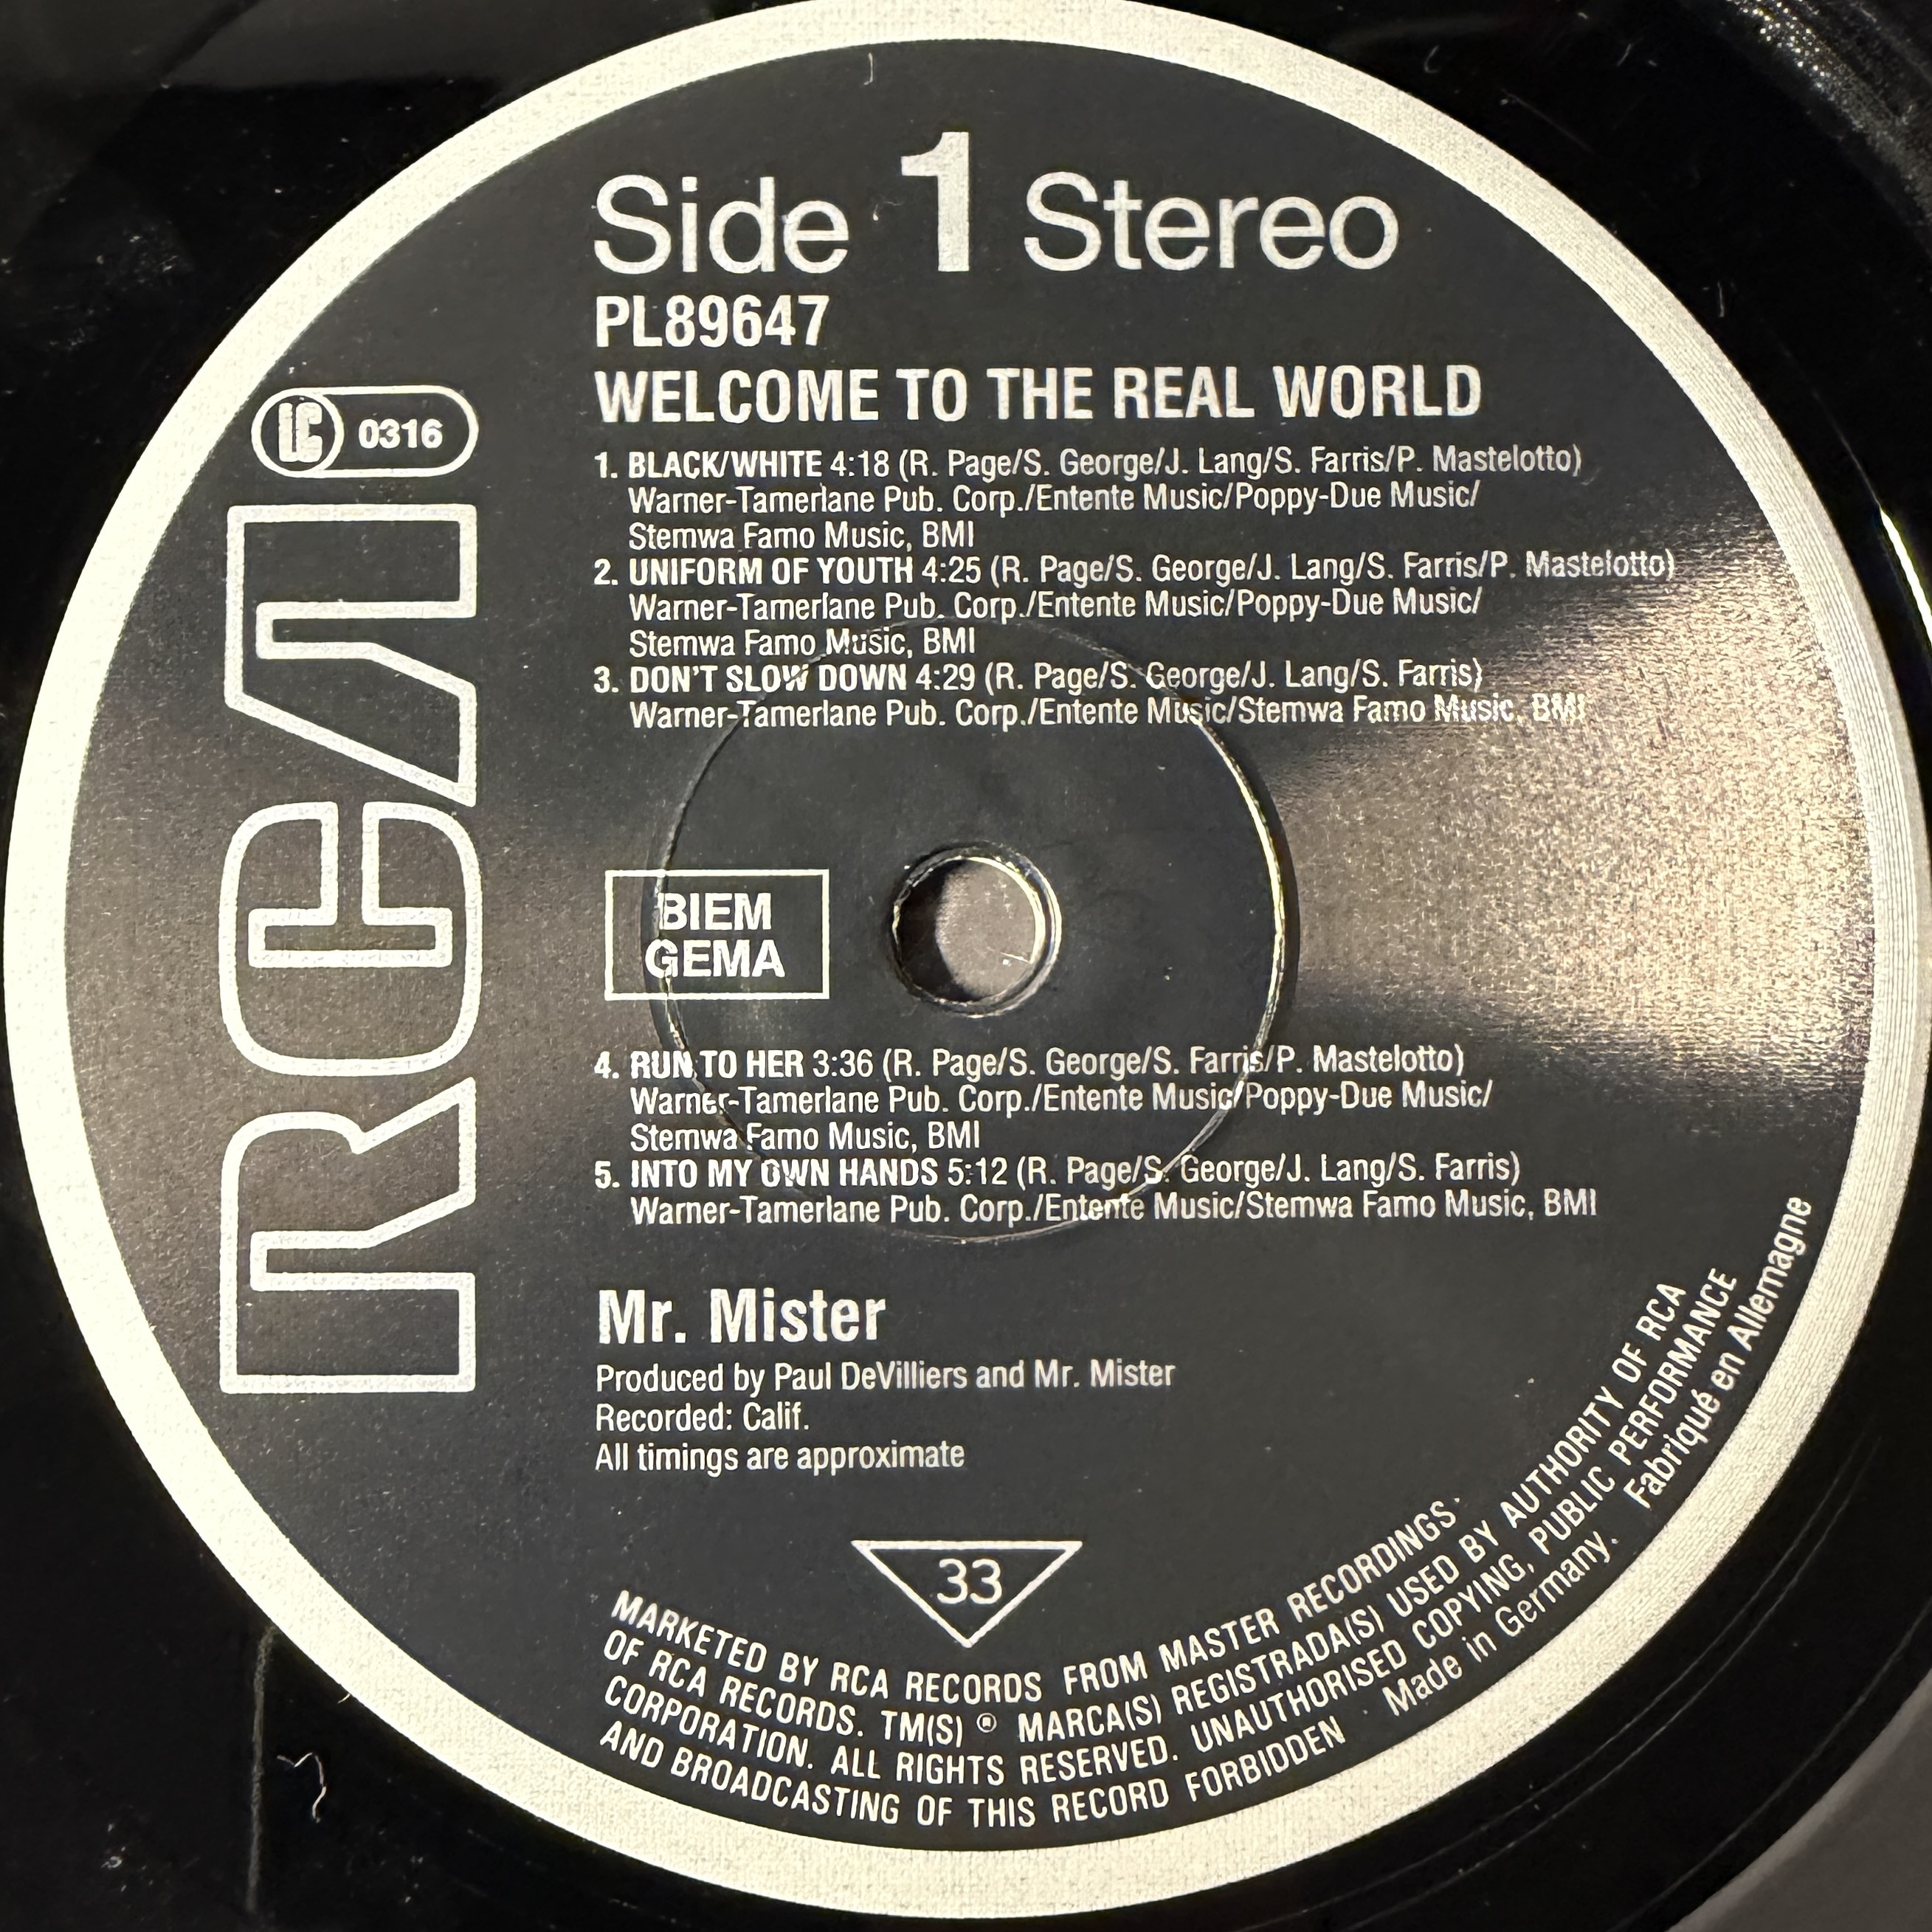 Side 1 Stereo
PL89647
WELCOME TO THE REAL WORLD
LC 0316
RCA
1. BLACK/WHITE 4:18 (R. Page/S. George/J. Lang/S. Farris/P. Mastelotto)
Warner-Tamerlane Pub. Corp./Entente Music/Poppy-Due Music/
Stemwa Famo Music, BMI
2. UNIFORM OF YOUTH 4:25 (R. Page/S. George/J. Lang/S. Farris/P. Mastelotto)
Warner-Tamerlane Pub. Corp./Entente Music/Poppy-Due Music/
Stemwa Famo Music, BMI
3. DON'T SLOW DOWN 4:29 (R. Page/S. George/J. Lang/S. Farris)
Warner-Tamerlane Pub. Corp./Entente Music/Stemwa Famo Music, BMI
BIEM
GEMA
4. RUN TO HER 3:36 (R. Page/S. George/S. Farris/P. Mastelotto)
Warner-Tamerlane Pub. Corp./Entente Music/Poppy-Due Music/
Stemwa Famo Music, BMI
5. INTO MY OWN HANDS 5:12 (R. Page/S. George/J. Lang/S. Farris)
Warner-Tamerlane Pub. Corp./Entente Music/Stemwa Famo Music, BMI
Mr. Mister
Produced by Paul DeVilliers and Mr. Mister
Recorded: Calif.
All timings are approximate
33
MARKETED BY RCA RECORDS FROM MASTER RECORDINGS
OF RCA RECORDS. TM(S) ® MARCA(S) REGISTRADA(S) USED BY AUTHORITY OF RCA
CORPORATION. ALL RIGHTS RESERVED. UNAUTHORISED COPYING, PUBLIC PERFORMANCE
AND BROADCASTING OF THIS RECORD FORBIDDEN · Made in Germany. Fabriqué en Allemagne